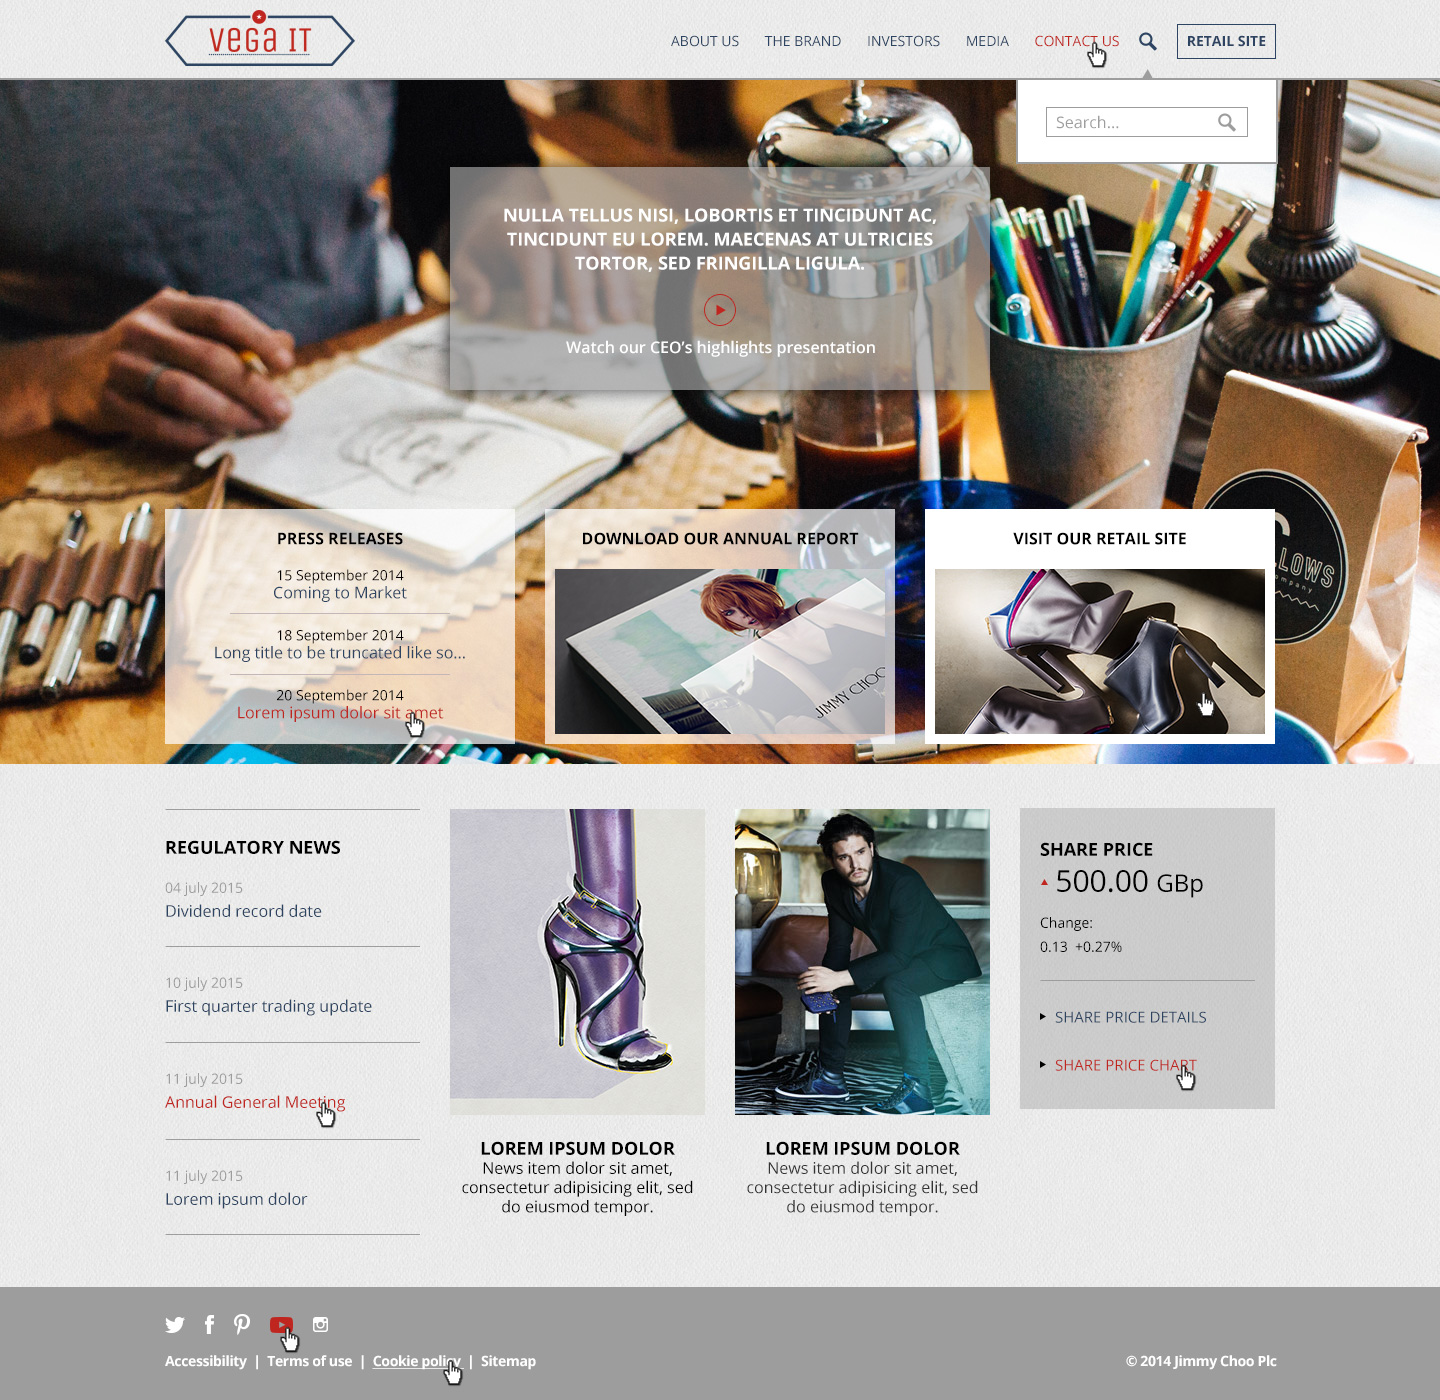 VEGA IT
ABOUT US
THE BRAND
INVESTORS
MEDIA
CONTACT US
RETAIL SITE
Search...
NULLA TELLUS NISI, LOBORTIS ET TINCIDUNT AC,
TINCIDUNT EU LOREM. MAECENAS AT ULTRICIES
TORTOR, SED FRINGILLA LIGULA.
Watch our CEO's highlights presentation
PRESS RELEASES
15 September 2014
Coming to Market
18 September 2014
Long title to be truncated like so...
20 September 2014
Lorem ipsum dolor sit amet
DOWNLOAD OUR ANNUAL REPORT
JIMMY CHOO
VISIT OUR RETAIL SITE
LLOWS
company
REGULATORY NEWS
04 july 2015
Dividend record date
10 july 2015
First quarter trading update
11 july 2015
Annual General Meeting
11 july 2015
Lorem ipsum dolor
LOREM IPSUM DOLOR
News item dolor sit amet,
consectetur adipisicing elit, sed
do eiusmod tempor.
LOREM IPSUM DOLOR
News item dolor sit amet,
consectetur adipisicing elit, sed
do eiusmod tempor.
SHARE PRICE
500.00 GBp
Change:
0.13 +0.27%
SHARE PRICE DETAILS
SHARE PRICE CHART
Accessibility | Terms of use | Cookie policy | Sitemap
© 2014 Jimmy Choo Plc